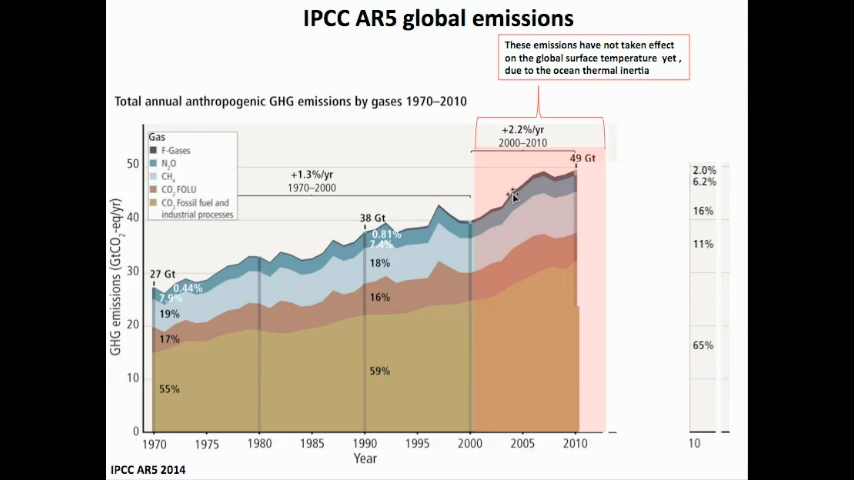 IPCC AR5 global emissions
These emissions have not taken effect
on the global surface temperature yet ,
due to the ocean thermal inertia
Total annual anthropogenic GHG emissions by gases 1970–2010
+2.2%/yr
2000–2010
Gas
F-Gases
N2O
CH4
CO2 FOLU
CO2 Fossil fuel and
industrial processes
+1.3%/yr
1970–2000
GHG emissions (GtCO2-eq/yr)
50
40
30
20
10
0
27 Gt
0.44%
7.9%
19%
17%
55%
38 Gt
0.81%
7.4%
18%
16%
59%
49 Gt
2.0%
6.2%
16%
11%
65%
1970
1975
1980
1985
1990
1995
2000
2005
2010
10
Year
IPCC AR5 2014